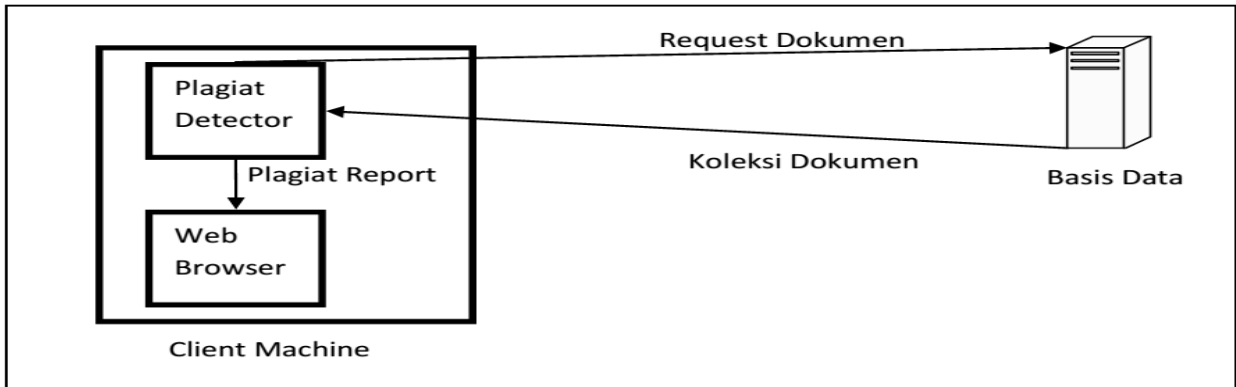 Request Dokumen
Plagiat
Detector
Koleksi Dokumen
Plagiat Report
Basis Data
Web
Browser
Client Machine